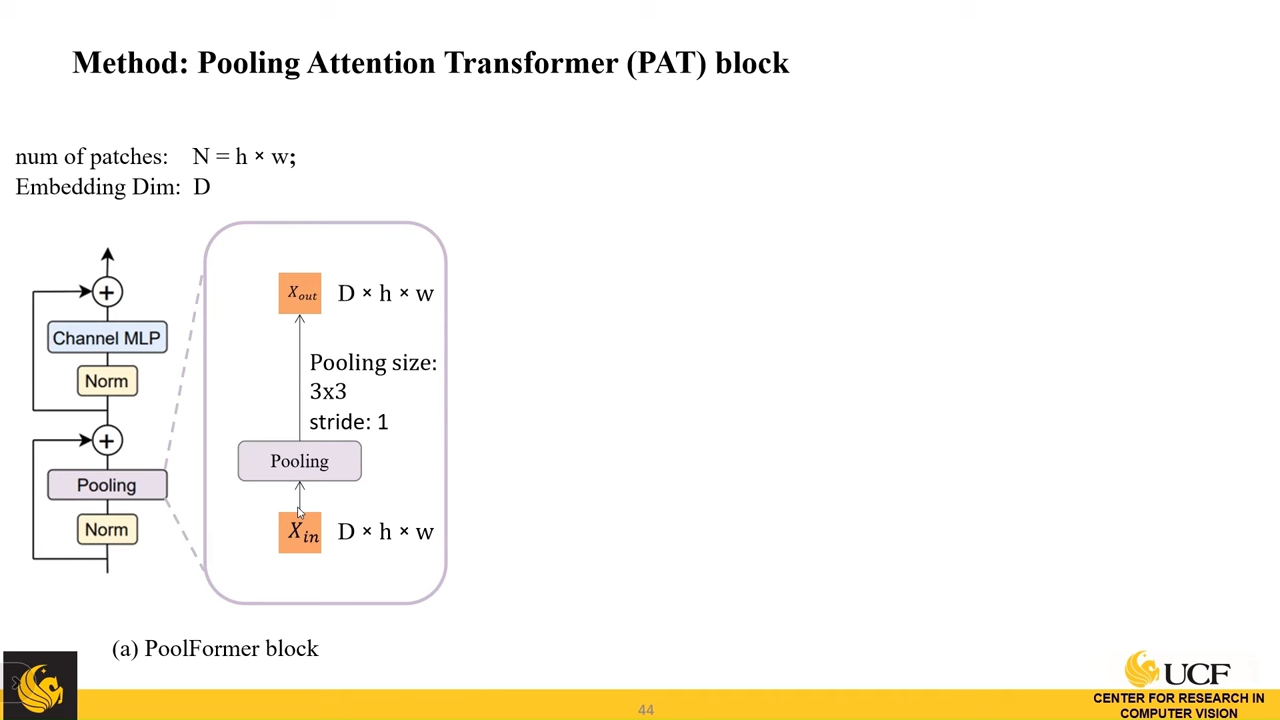 Method: Pooling Attention Transformer (PAT) block
num of patches: N = h × w;
Embedding Dim: D
+
Channel MLP
Norm
+
Pooling
Norm
X_out D × h × w
Pooling size:
3x3
stride: 1
Pooling
X_in D × h × w
(a) PoolFormer block
44
UCF
CENTER FOR RESEARCH IN
COMPUTER VISION